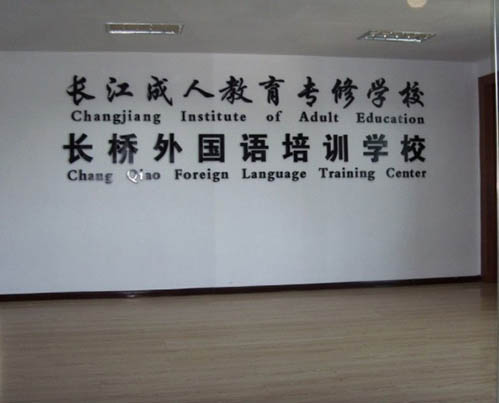 长江成人教育专修学校
Changjiang Institute of Adult Education
长桥外国语培训学校
Chang Qiao Foreign Language Training Center